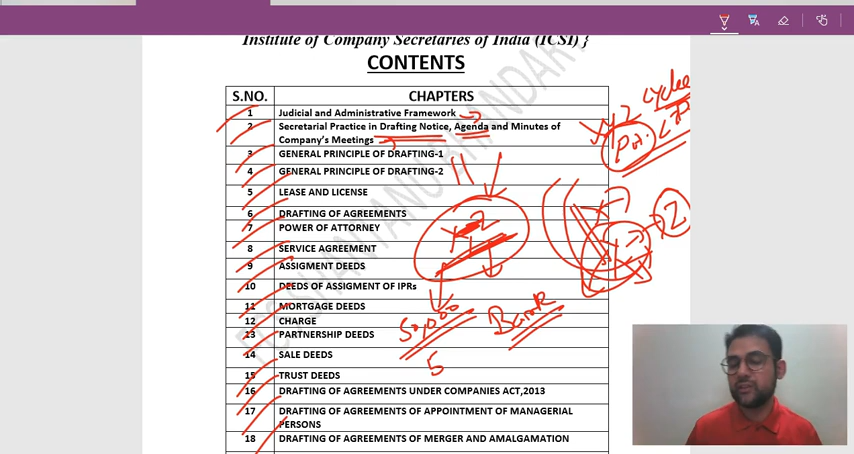 Institute of Company Secretaries of India (ICSI) }
CONTENTS
S.NO. CHAPTERS
1 Judicial and Administrative Framework
2 Secretarial Practice in Drafting Notice, Agenda and Minutes of
Company's Meetings
3 GENERAL PRINCIPLE OF DRAFTING-1
4 GENERAL PRINCIPLE OF DRAFTING-2
5 LEASE AND LICENSE
6 DRAFTING OF AGREEMENTS
7 POWER OF ATTORNEY
8 SERVICE AGREEMENT
9 ASSIGMENT DEEDS
10 DEEDS OF ASSIGMENT OF IPRs
11 MORTGAGE DEEDS
12 CHARGE
13 PARTNERSHIP DEEDS
14 SALE DEEDS
15 TRUST DEEDS
16 DRAFTING OF AGREEMENTS UNDER COMPANIES ACT,2013
17 DRAFTING OF AGREEMENTS OF APPOINTMENT OF MANAGERIAL
PERSONS
18 DRAFTING OF AGREEMENTS OF MERGER AND AMALGAMATION
xyz
50,000
Bank
5
Z